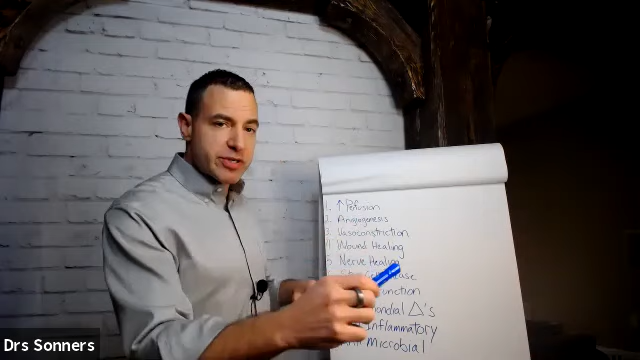 1. ↑ Perfusion
2. Angiogenesis
3. Vasoconstriction
4. Wound Healing
5. Nerve Healing
Inflammatory
Microbial
Drs Sonners